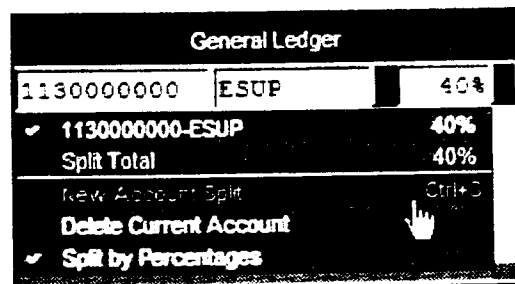 General Ledger
1130000000 ESUP 40%
✓ 1130000000-ESUP 40%
Split Total 40%
New Account Split Ctrl+S
Delete Current Account
✓ Split by Percentages